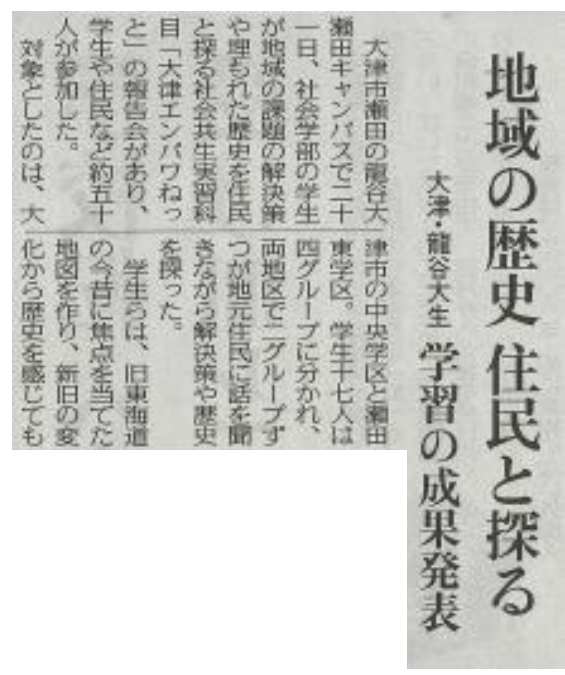 地域の歴史 住民と探る
大津・龍谷大生 学習の成果発表
大津市瀬田の龍谷大
瀬田キャンパスで二十
一日、社会学部の学生
が地域の課題の解決策
や埋もれた歴史を住民
と探る社会共生実習科
目「大津エンパワねっ
と」の報告会があり、
学生や住民など約五十
人が参加した。
対象としたのは、大
津市の中央学区と瀬田
東学区。学生十七人は
四グループに分かれ、
両地区で二グループず
つが地元住民に話を聞
きながら解決策や歴史
を探った。
学生らは、旧東海道
の今昔に焦点を当てた
地図を作り、新旧の変
化から歴史を感じても